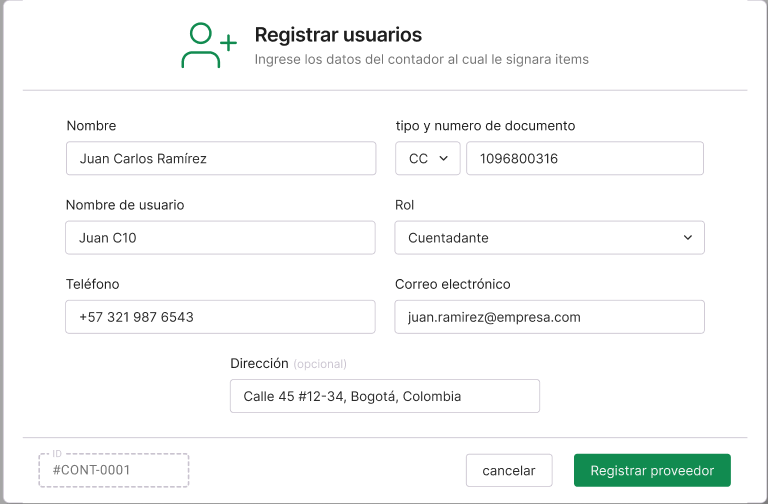 Registrar usuarios
Ingrese los datos del contador al cual le signara items
Nombre
tipo y numero de documento
Juan Carlos Ramírez
CC
1096800316
Nombre de usuario
Rol
Juan C10
Cuentadante
Teléfono
Correo electrónico
+57 321 987 6543
juan.ramirez@empresa.com
Dirección (opcional)
Calle 45 #12-34, Bogotá, Colombia
ID
#CONT-0001
cancelar
Registrar proveedor